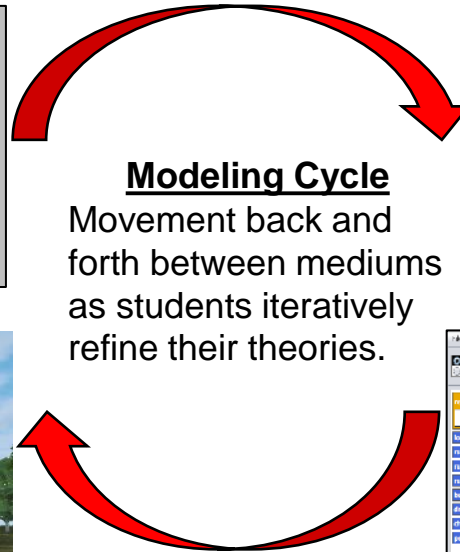 Modeling Cycle
Movement back and
forth between mediums
as students iteratively
refine their theories.